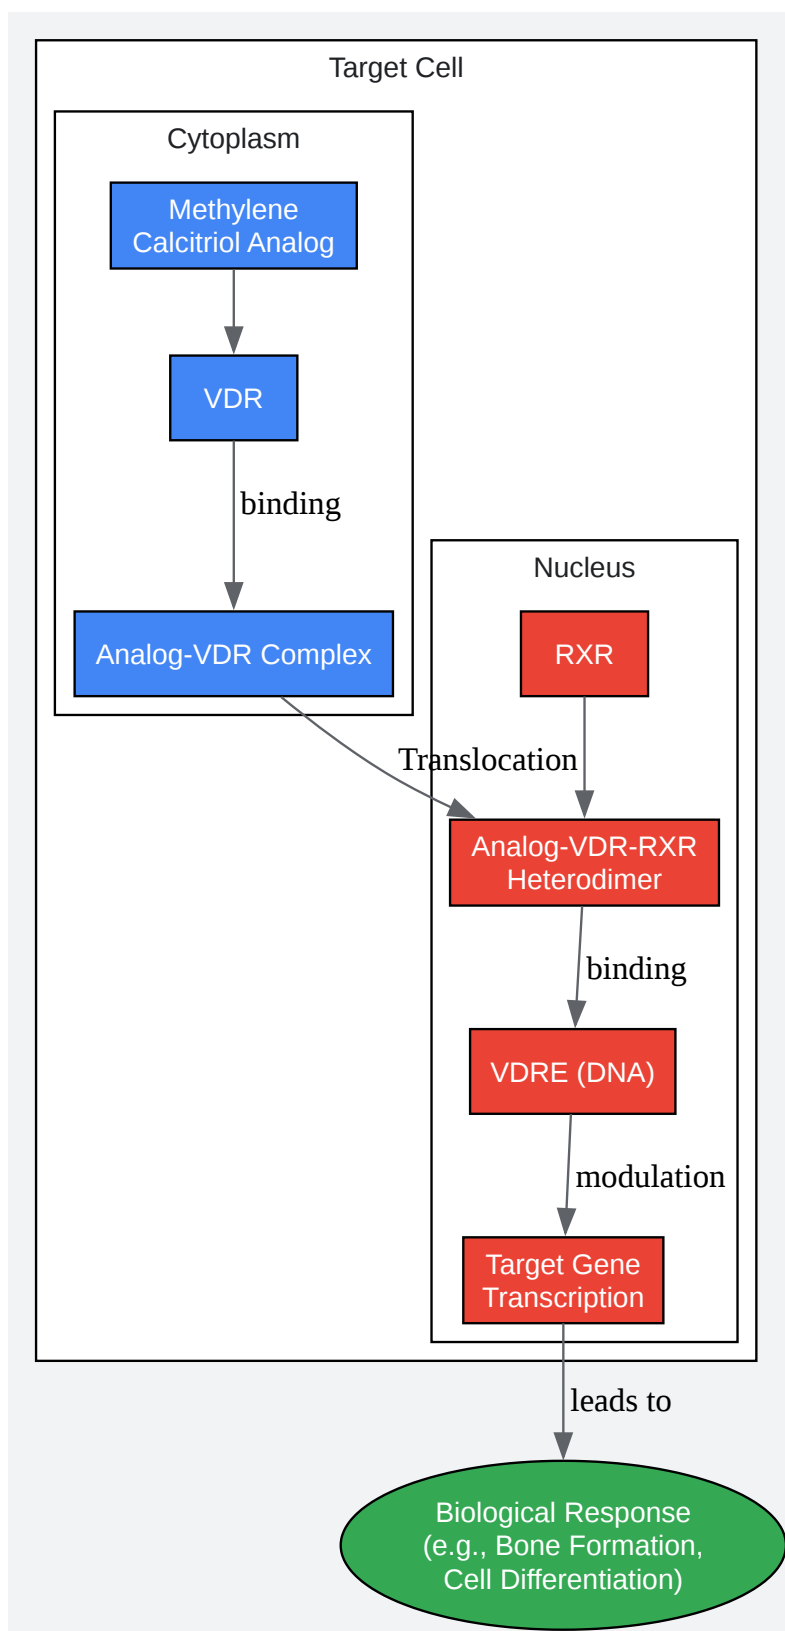 Target Cell
Cytoplasm
Methylene
Calcitriol Analog
VDR
binding
Analog-VDR Complex
Nucleus
RXR
Translocation
Analog-VDR-RXR
Heterodimer
binding
VDRE (DNA)
modulation
Target Gene
Transcription
leads to
Biological Response
(e.g., Bone Formation,
Cell Differentiation)